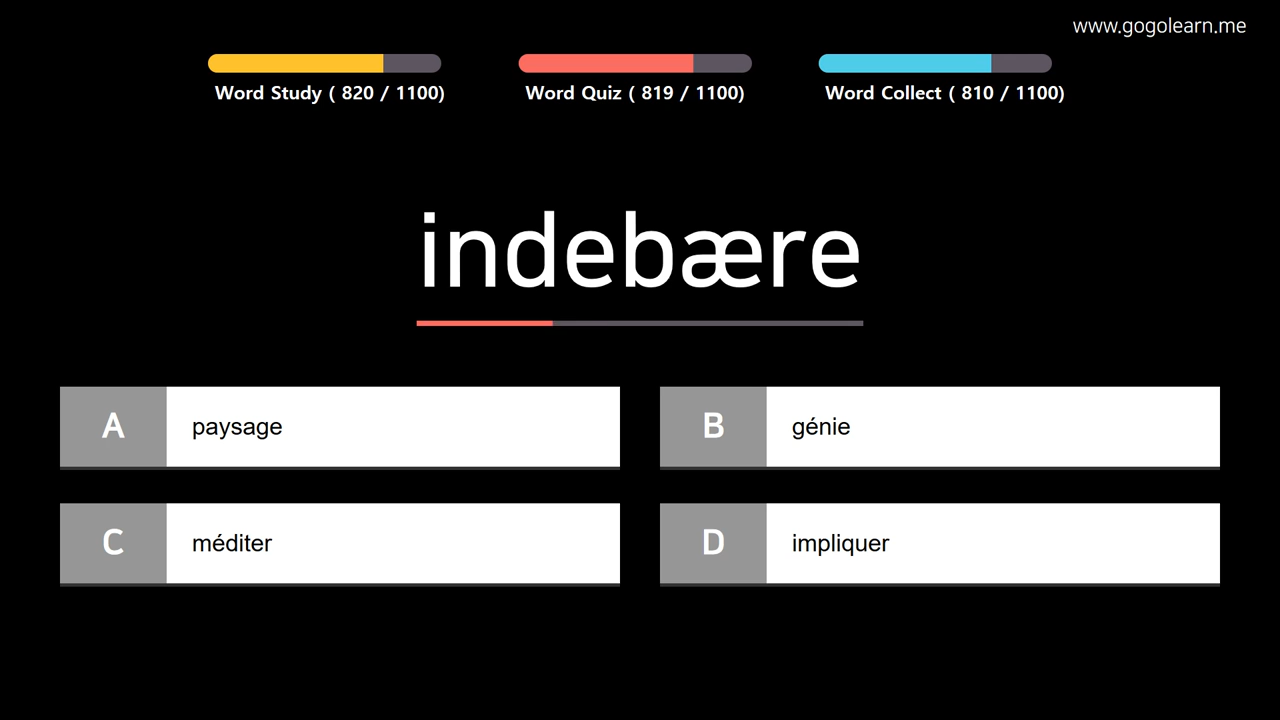 www.gogolearn.me
Word Study ( 820 / 1100)
Word Quiz ( 819 / 1100)
Word Collect ( 810 / 1100)
indebære
A paysage
B génie
C méditer
D impliquer